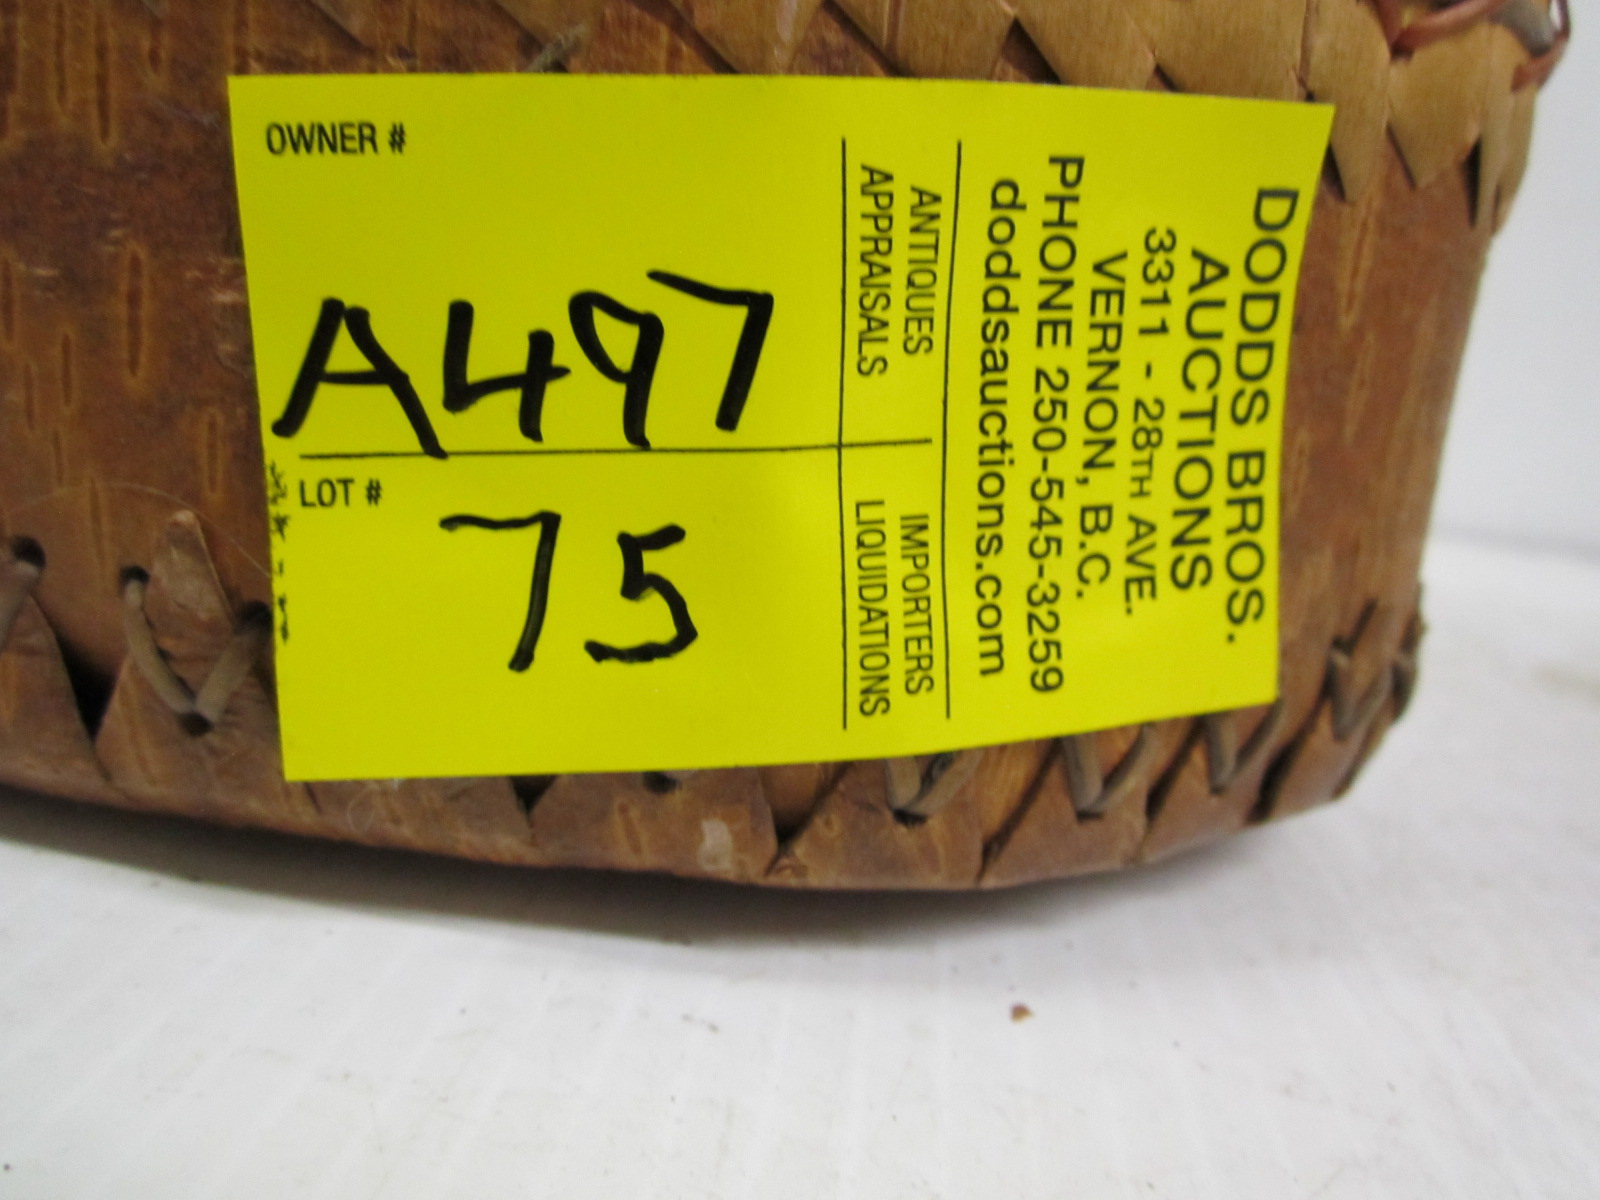 OWNER #
A497
LOT #
75
DODDS BROS.
AUCTIONS
3311 - 28TH AVE.
VERNON, B.C.
PHONE 250-545-3259
doddsauctions.com
ANTIQUES IMPORTERS
APPRAISALS LIQUIDATIONS